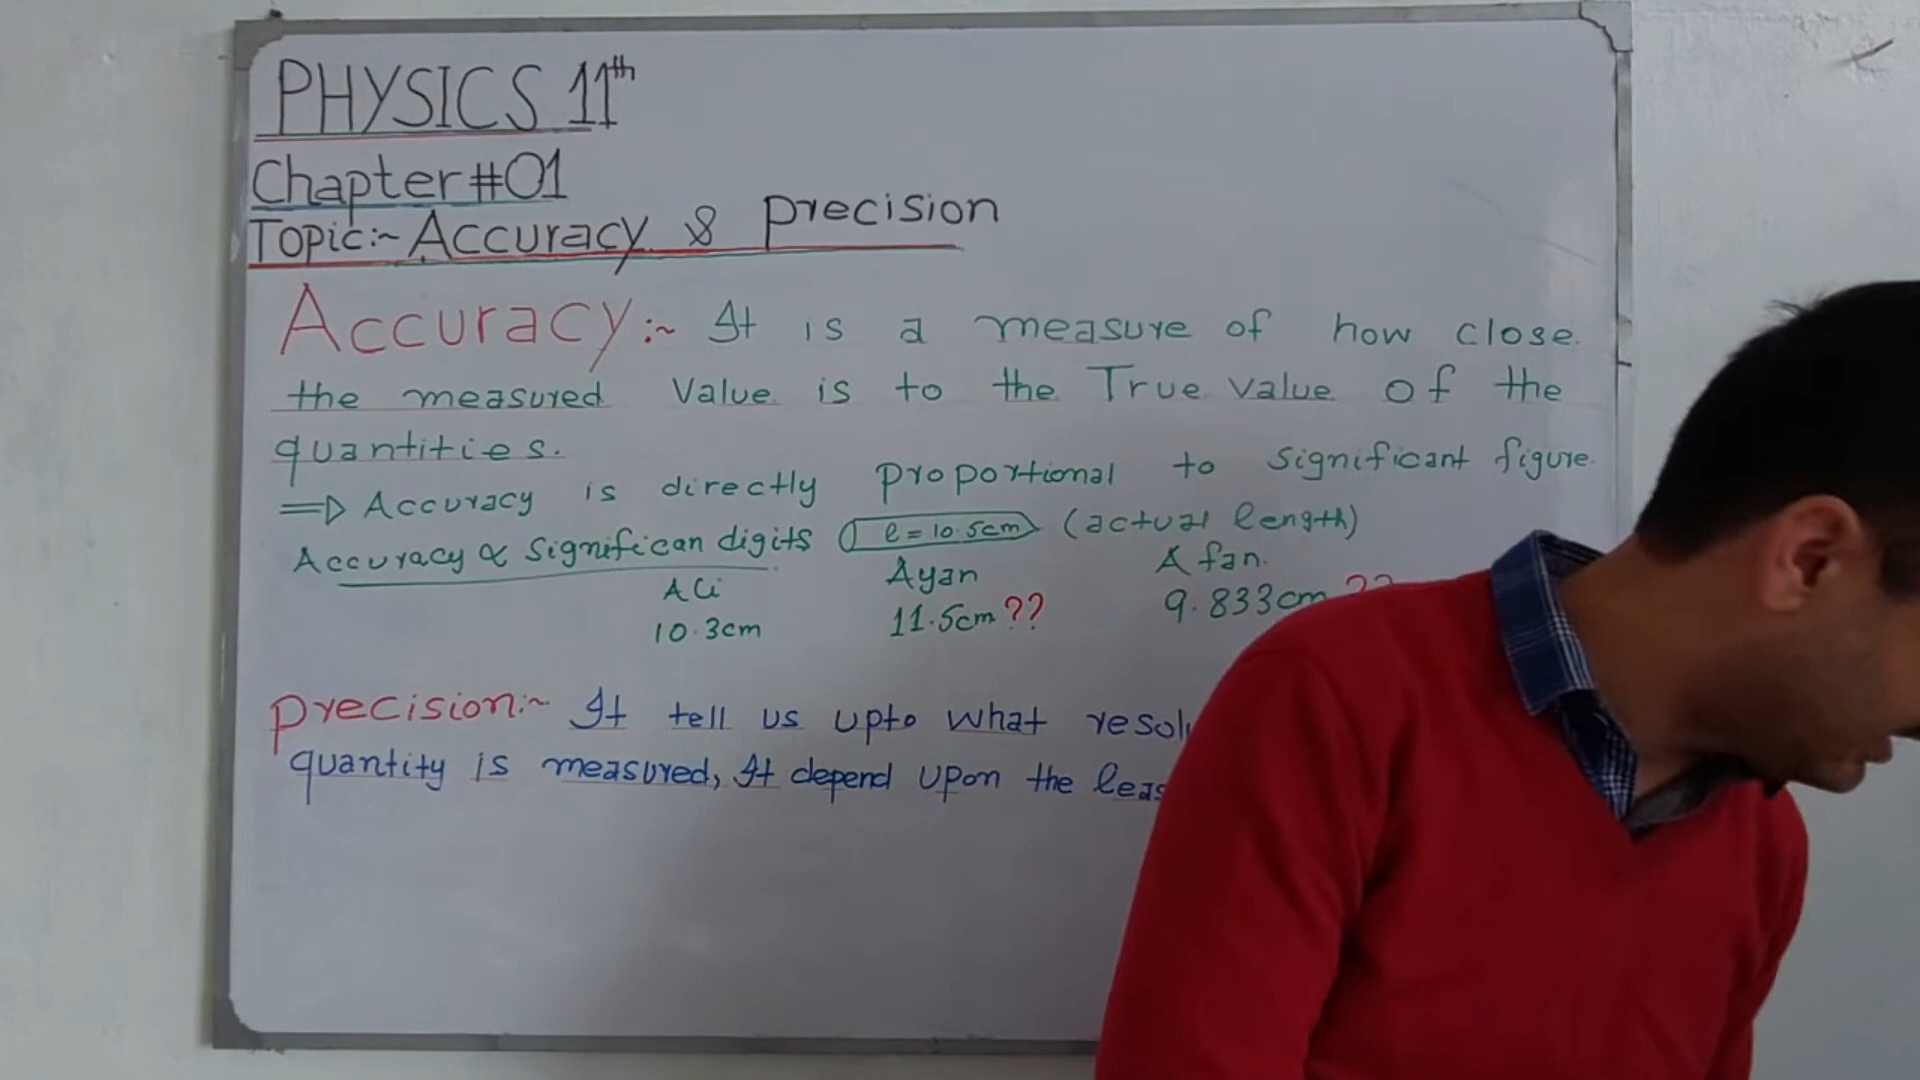 PHYSICS 11th
Chapter#01
Topic:~ Accuracy & precision
Accuracy:~ It is a measure of how close
the measured Value is to the True value of the
quantities.
=> Accuracy is directly proportional to significant figure.
Accuracy ∝ Significan digits l = 10.5cm (actual length)
Ali Ayan Afan.
10.3cm 11.5cm ?? 9.833cm ??
precision:~ It tell us upto what
quantity is measured, It depend upon the